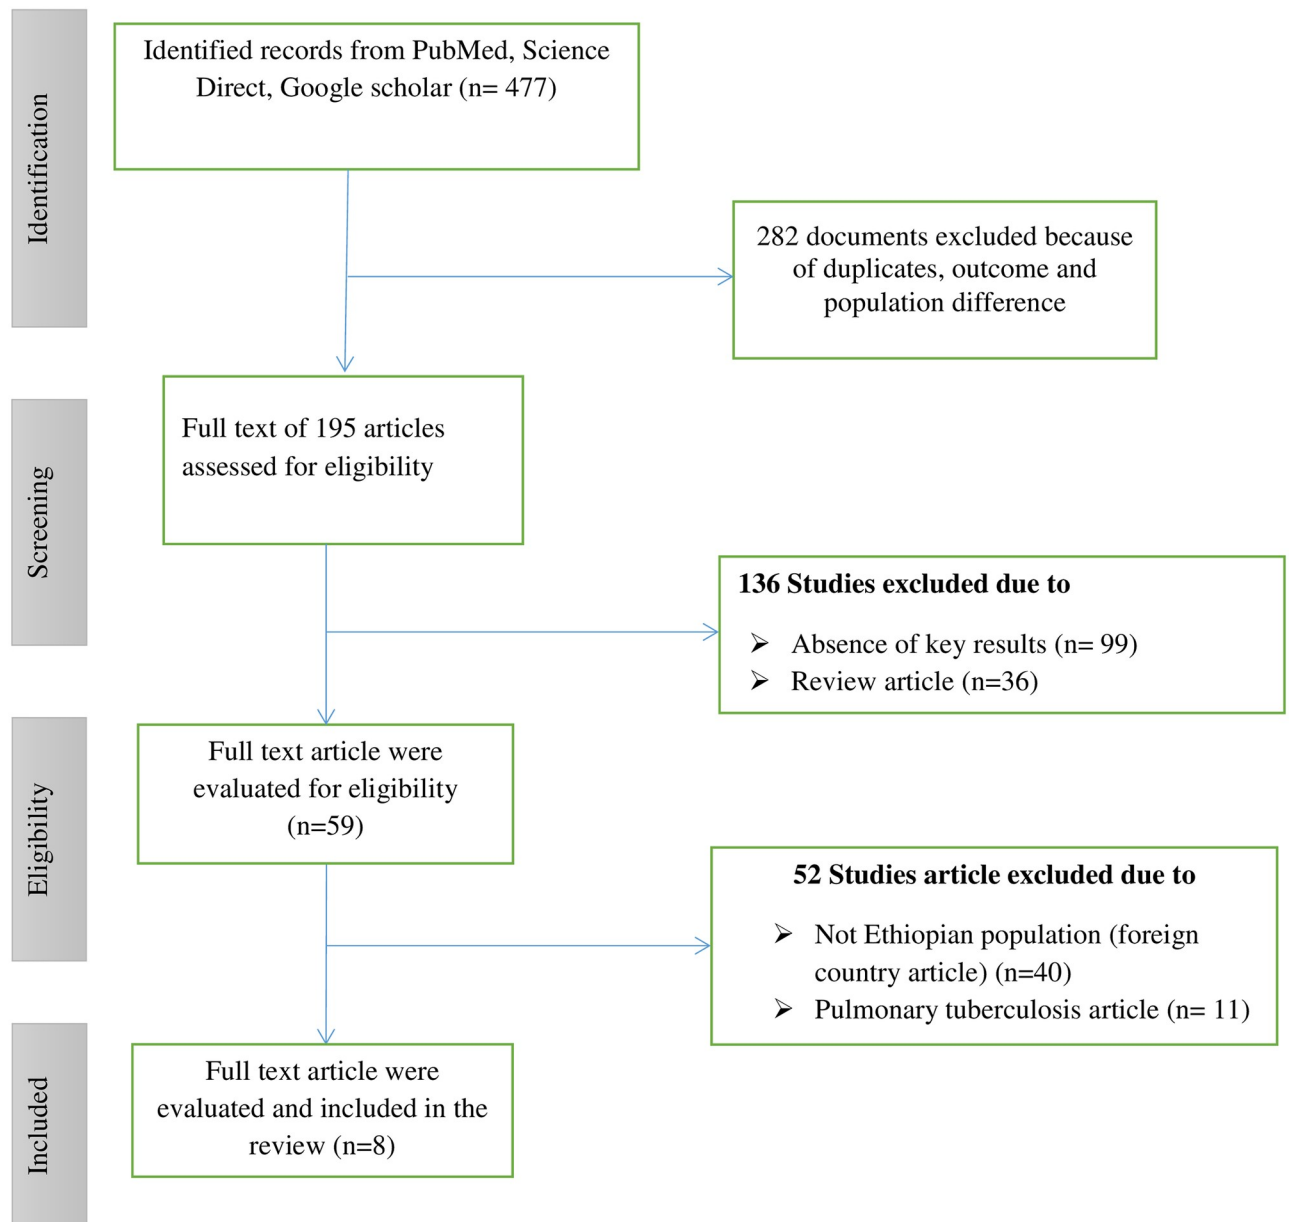 Identification
Identified records from PubMed, Science
Direct, Google scholar (n= 477)
282 documents excluded because
of duplicates, outcome and
population difference
Screening
Full text of 195 articles
assessed for eligibility
136 Studies excluded due to
➢ Absence of key results (n= 99)
➢ Review article (n=36)
Eligibility
Full text article were
evaluated for eligibility
(n=59)
52 Studies article excluded due to
➢ Not Ethiopian population (foreign
country article) (n=40)
➢ Pulmonary tuberculosis article (n= 11)
Included
Full text article were
evaluated and included in the
review (n=8)